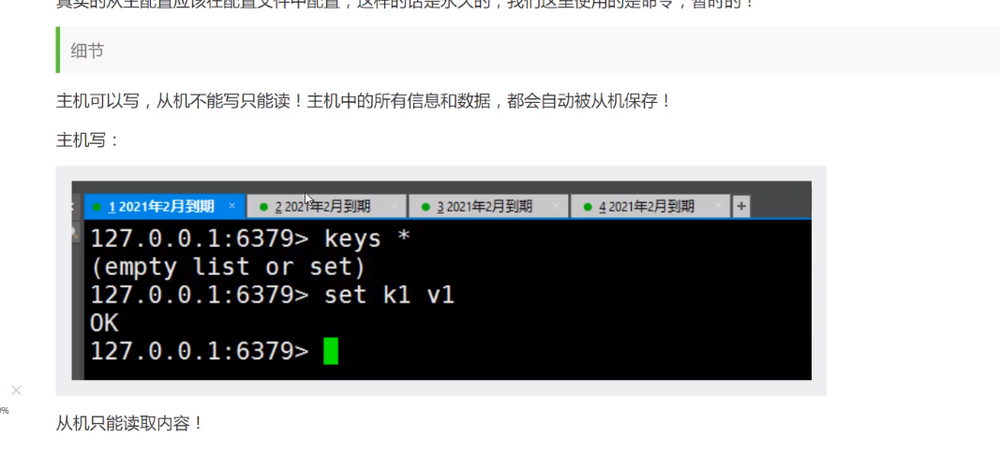 真实的从主配置应该在配置文件中配置，这样的话是永久的，我们这里使用的是命令，暂时的！
细节
主机可以写，从机不能写只能读！主机中的所有信息和数据，都会自动被从机保存！
主机写：
1 2021年2月到期 × 2 2021年2月到期 × 3 2021年2月到期 × 4 2021年2月到期 × +
127.0.0.1:6379> keys *
(empty list or set)
127.0.0.1:6379> set k1 v1
OK
127.0.0.1:6379>
从机只能读取内容！